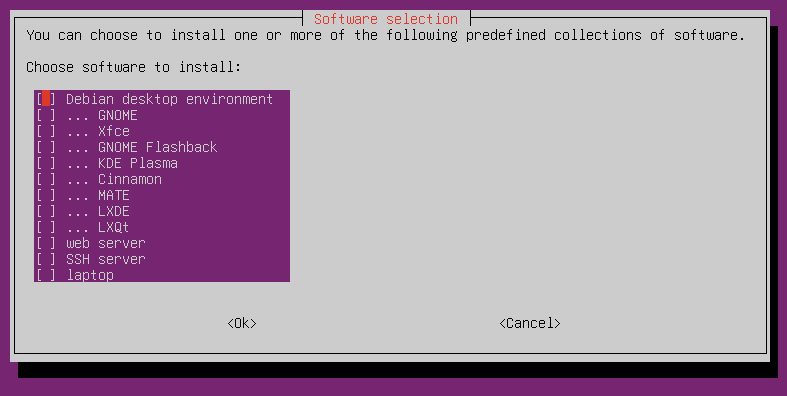 Software selection
You can choose to install one or more of the following predefined collections of software.
Choose software to install:
[ ] Debian desktop environment
[ ] ... GNOME
[ ] ... Xfce
[ ] ... GNOME Flashback
[ ] ... KDE Plasma
[ ] ... Cinnamon
[ ] ... MATE
[ ] ... LXDE
[ ] ... LXQt
[ ] web server
[ ] SSH server
[ ] laptop
<Ok> <Cancel>